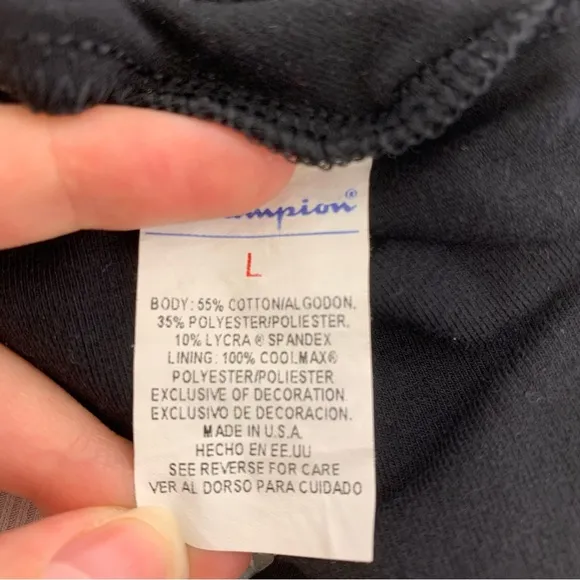 Champion®
L
BODY: 55% COTTON/ALGODON.
35% POLYESTER/POLIESTER.
10% LYCRA ® SPANDEX
LINING: 100% COOLMAX®
POLYESTER/POLIESTER
EXCLUSIVE OF DECORATION
EXCLUSIVO DE DECORACION.
MADE IN U.S.A.
HECHO EN EE.UU
SEE REVERSE FOR CARE
VER AL DORSO PARA CUIDADO